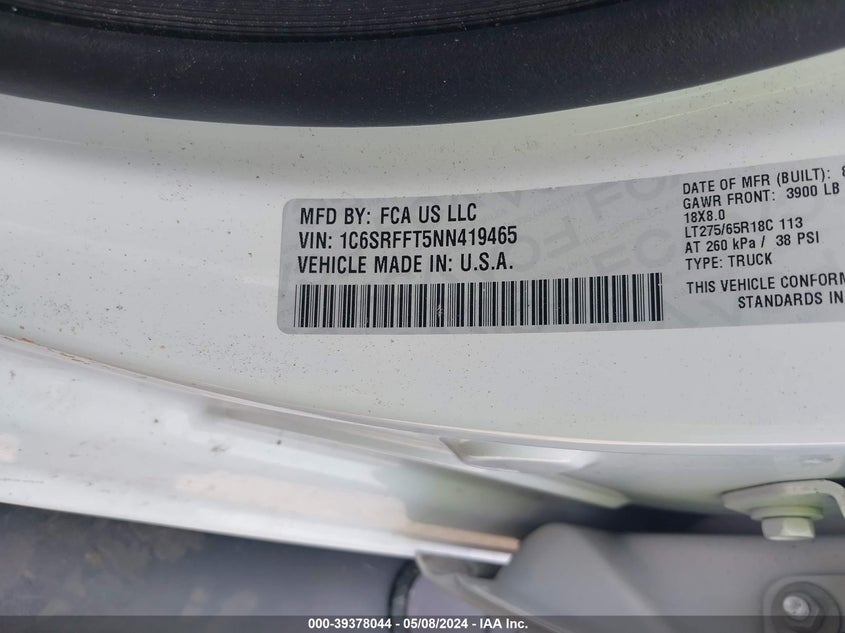 MFD BY: FCA US LLC
VIN: 1C6SRFFT5NN419465
VEHICLE MADE IN: U.S.A.
DATE OF MFR (BUILT): 8
GAWR FRONT: 3900 LB
18X8.0
LT275/65R18C 113
AT 260 kPa / 38 PSI
TYPE: TRUCK
THIS VEHICLE CONFORM
STANDARDS IN
000-39378044 - 05/08/2024 - IAA Inc.